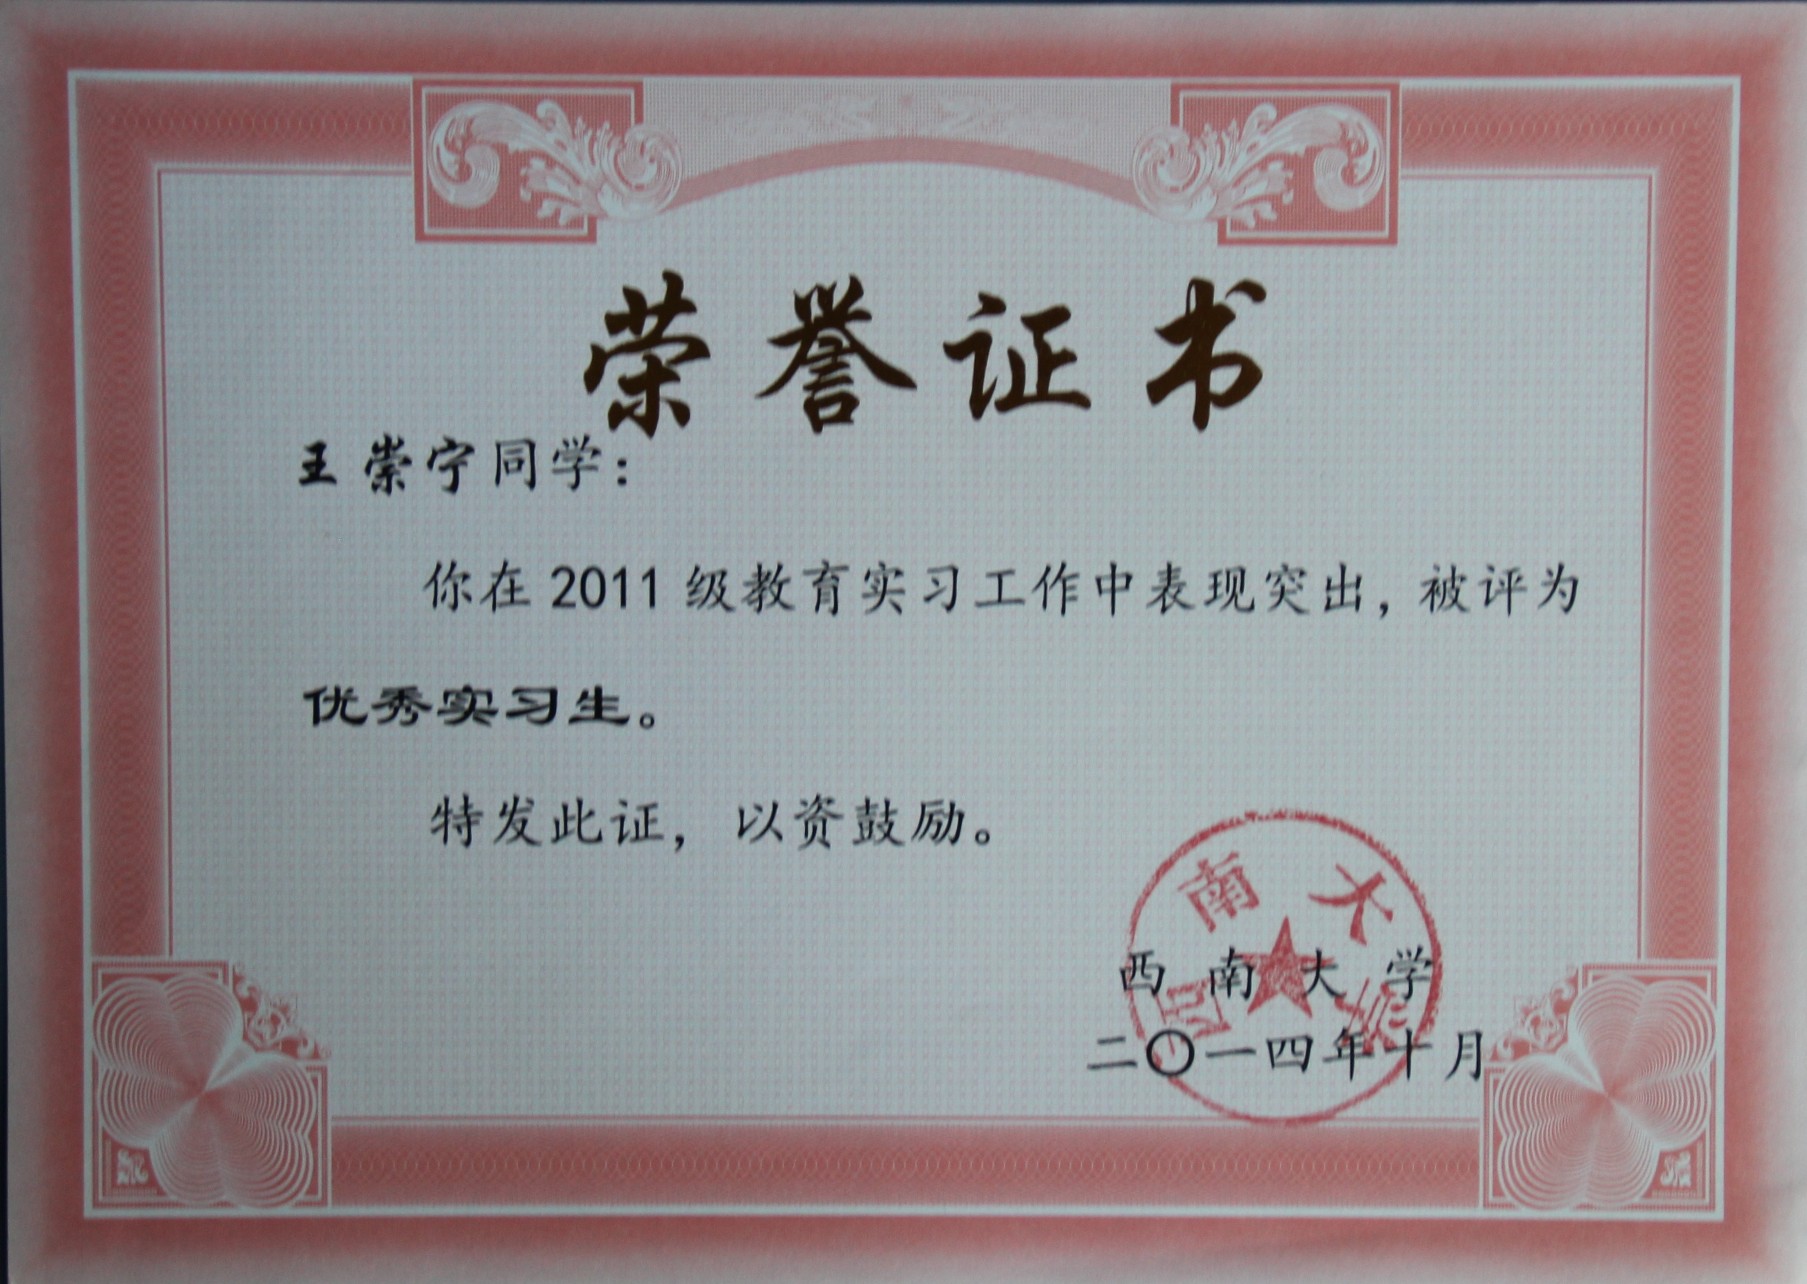 荣誉证书
王崇宁同学：
你在2011级教育实习工作中表现突出，被评为
优秀实习生。
特发此证，以资鼓励。
西南大学
西南大学
二〇一四年十月